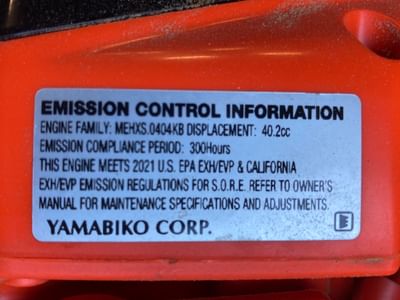 EMISSION CONTROL INFORMATION
ENGINE FAMILY: MEHXS.0404KB DISPLACEMENT: 40.2cc
EMISSION COMPLIANCE PERIOD: 300Hours
THIS ENGINE MEETS 2021 U.S. EPA EXH/EVP & CALIFORNIA
EXH/EVP EMISSION REGULATIONS FOR S.O.R.E. REFER TO OWNER'S
MANUAL FOR MAINTENANCE SPECIFICATIONS AND ADJUSTMENTS.
YAMABIKO CORP.